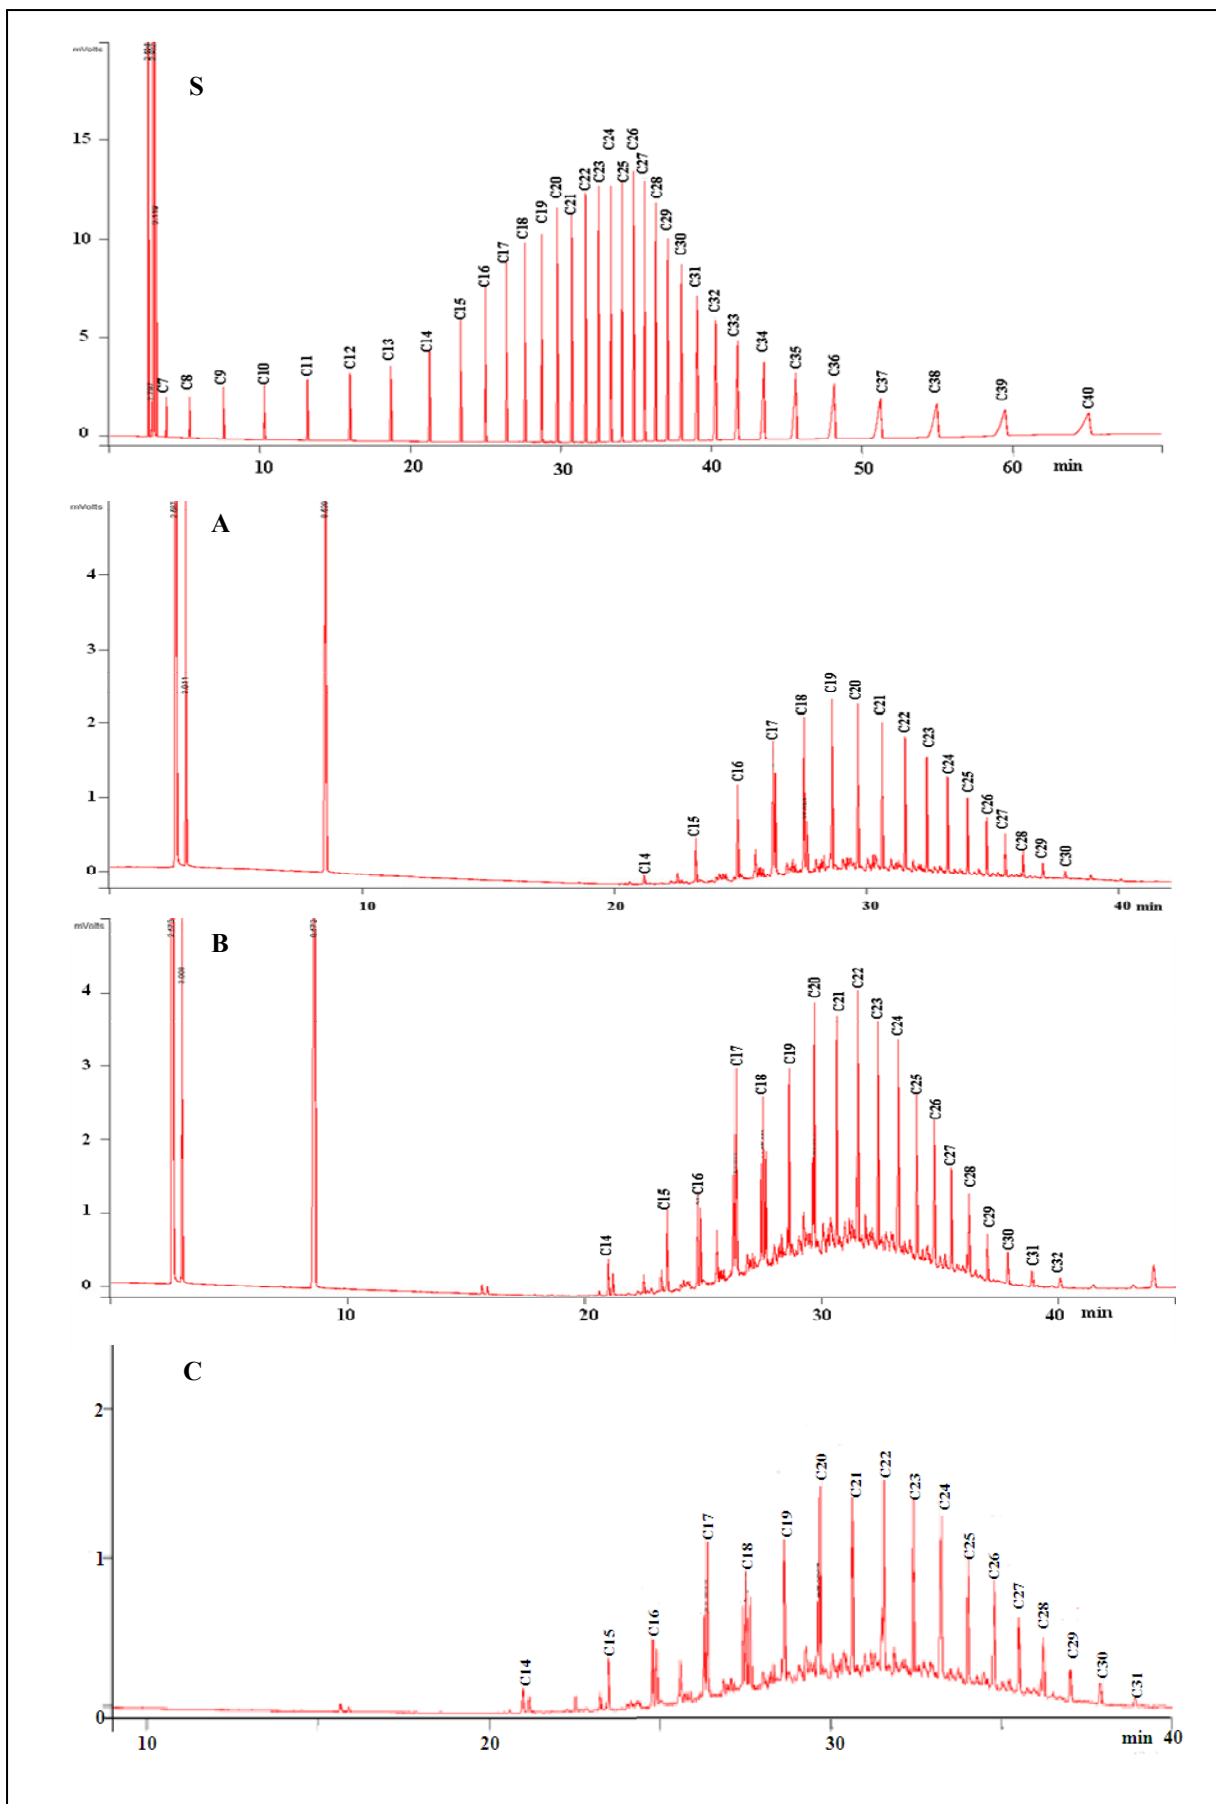 mVolts
S
15
10
5
0
C7
C8
C9
C10
C11
C12
C13
C14
C15
C16
C17
C18
C19
C20
C21
C22
C23
C24
C25
C26
C27
C28
C29
C30
C31
C32
C33
C34
C35
C36
C37
C38
C39
C40
10
20
30
40
50
60
min
mVolts
A
4
3
2
1
0
C14
C15
C16
C17
C18
C19
C20
C21
C22
C23
C24
C25
C26
C27
C28
C29
C30
10
20
30
40
min
mVolts
B
4
3
2
1
0
C14
C15
C16
C17
C18
C19
C20
C21
C22
C23
C24
C25
C26
C27
C28
C29
C30
C31
C32
10
20
30
40
min
C
2
1
0
C14
C15
C16
C17
C18
C19
C20
C21
C22
C23
C24
C25
C26
C27
C28
C29
C30
C31
10
20
30
min 40